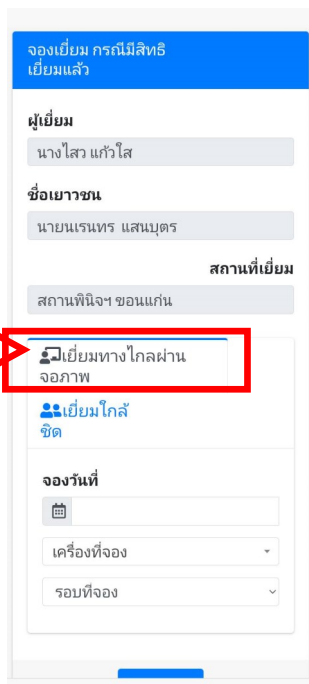 จองเยี่ยม กรณีมีสิทธิ
เยี่ยมแล้ว
ผู้เยี่ยม
นางไสว แก้วใส
ชื่อเยาวชน
นายนเรนทร แสนบุตร
สถานที่เยี่ยม
สถานพินิจฯ ขอนแก่น
เยี่ยมทางไกลผ่าน
จอภาพ
เยี่ยมใกล้
ชิด
จองวันที่
เครื่องที่จอง
รอบที่จอง